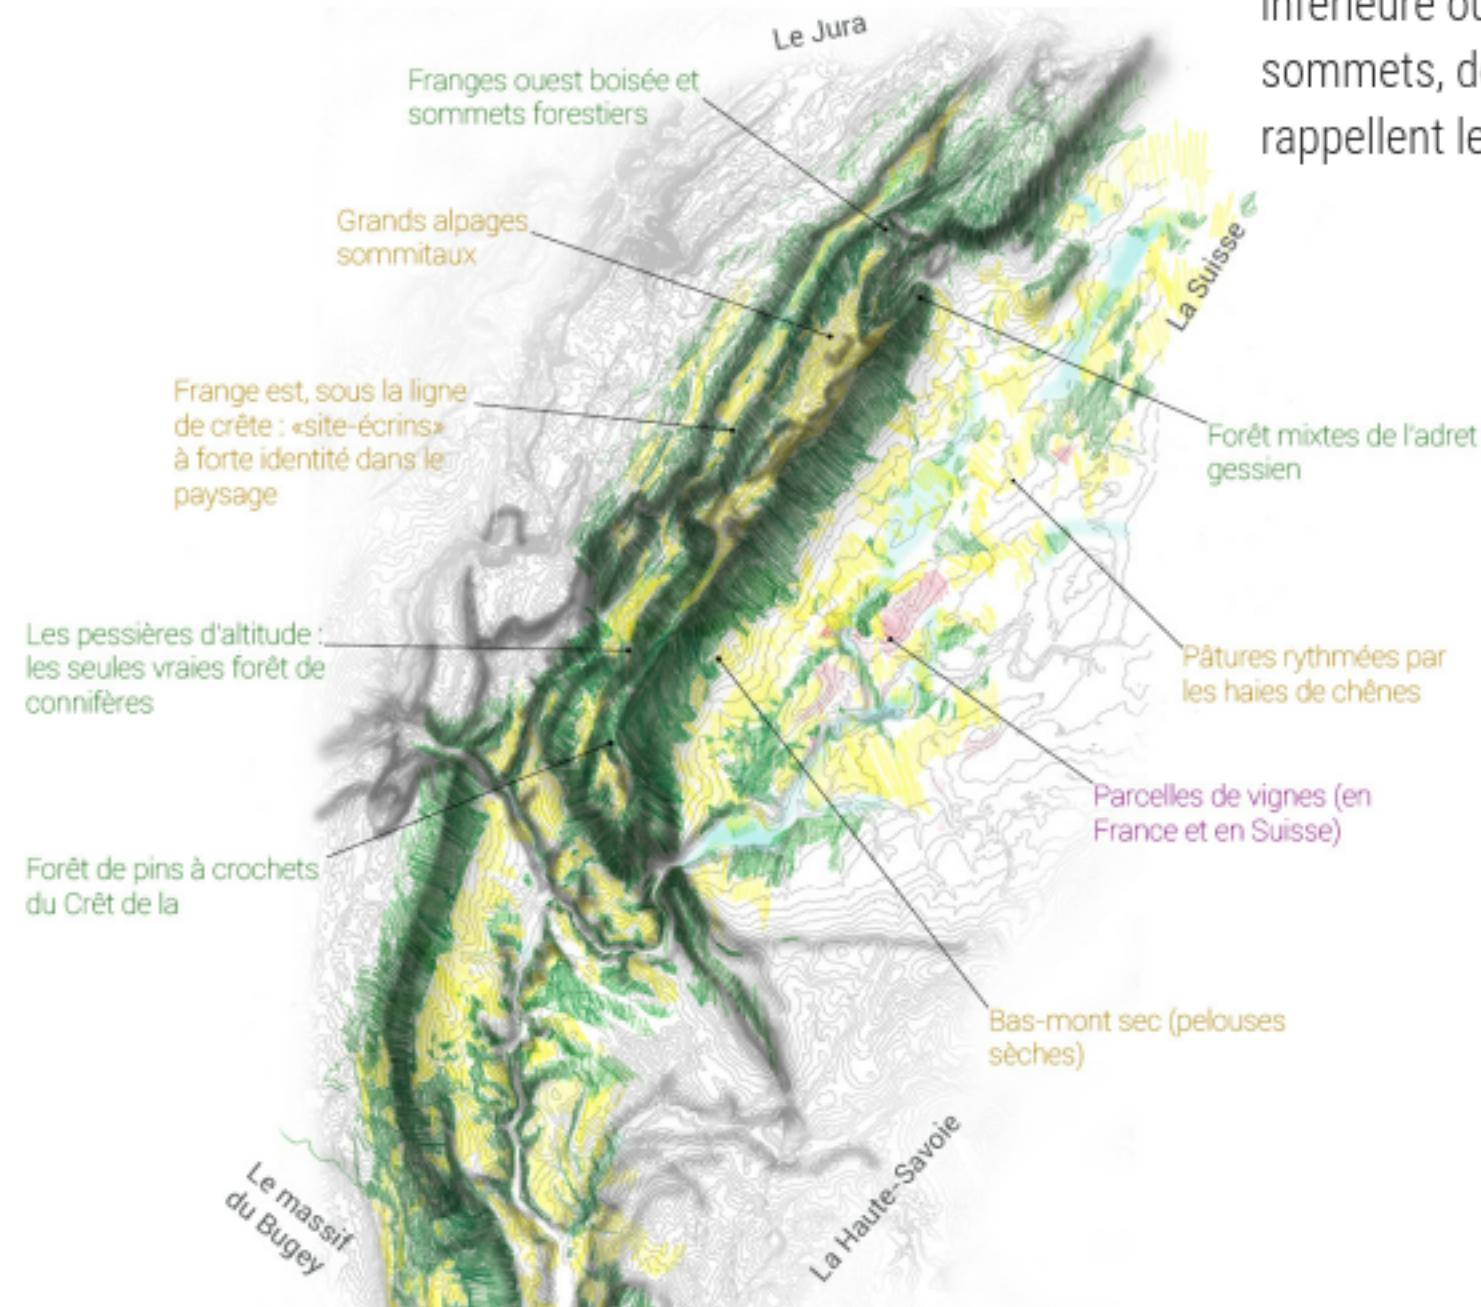 inférieure ou
sommets, de
rappellent le
Le Jura
Franges ouest boisée et
sommets forestiers
Grands alpages
sommitaux
La Suisse
Frange est, sous la ligne
de crête : «site-écrins»
à forte identité dans le
paysage
Forêt mixtes de l'adret
gessien
Les pessières d'altitude :
les seules vraies forêt de
connifères
Pâtures rythmées par
les haies de chênes
Parcelles de vignes (en
France et en Suisse)
Forêt de pins à crochets
du Crêt de la
Bas-mont sec (pelouses
sèches)
Le massif
du Bugey
La Haute-Savoie